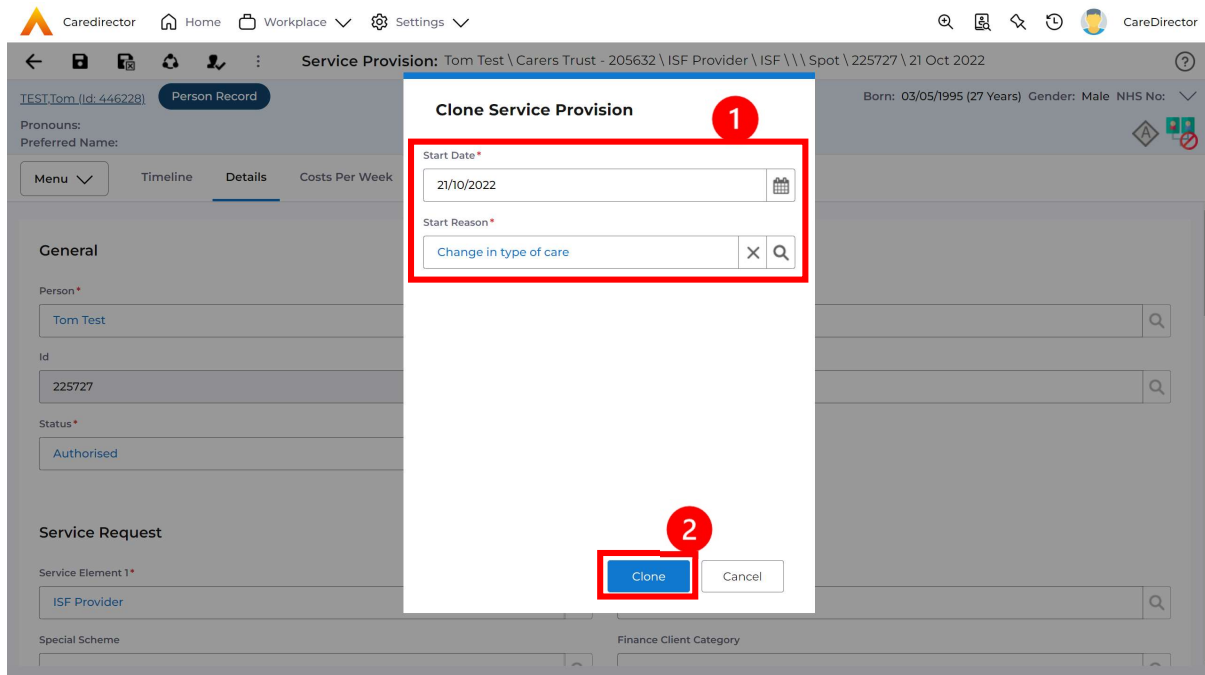 Caredirector Home Workplace Settings CareDirector
Service Provision: Tom Test \ Carers Trust - 205632 \ ISF Provider \ ISF \ \ \ Spot \ 225727 \ 21 Oct 2022
TEST,Tom (Id: 446228) Person Record Born: 03/05/1995 (27 Years) Gender: Male NHS No:
Pronouns:
Preferred Name:
Menu Timeline Details Costs Per Week
Clone Service Provision
1
Start Date*
21/10/2022
Start Reason*
Change in type of care
2
Clone Cancel
General
Person*
Tom Test
Id
225727
Status*
Authorised
Service Request
Service Element 1*
ISF Provider
Special Scheme Finance Client Category